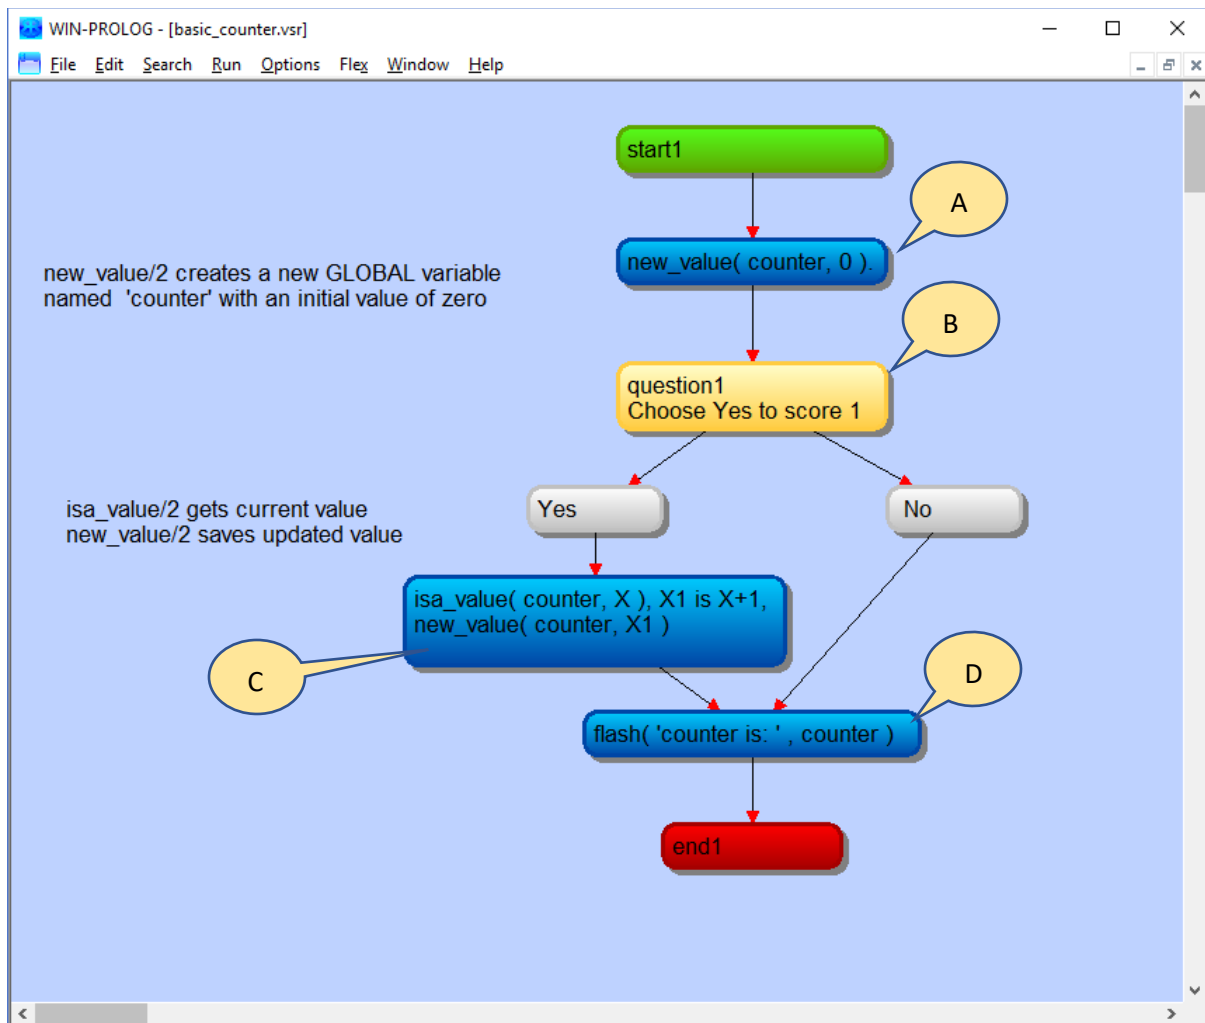 WIN-PROLOG - [basic_counter.vsr]
File Edit Search Run Options Flex Window Help
start1
A
new_value( counter, 0 ).
new_value/2 creates a new GLOBAL variable
named  'counter' with an initial value of zero
B
question1
Choose Yes to score 1
Yes
No
isa_value/2 gets current value
new_value/2 saves updated value
isa_value( counter, X ), X1 is X+1,
new_value( counter, X1 )
C
D
flash( 'counter is: ' , counter )
end1